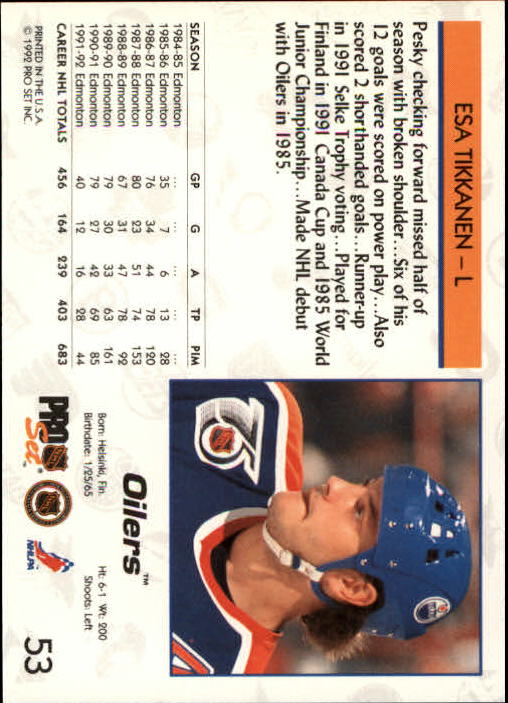 ESA TIKKANEN – L
Pesky checking forward missed half of
season with broken shoulder...Six of his
12 goals were scored on power play...Also
scored 2 shorthanded goals...Runner-up
in 1991 Selke Trophy voting...Played for
Finland in 1991 Canada Cup and 1985 World
Junior Championship...Made NHL debut
with Oilers in 1985.
Oilers™
Born: Helsinki, Fin. Ht: 6-1 Wt: 200
Birthdate: 1/25/65 Shoots: Left
SEASON GP G A TP PIM
1984-85 Edmonton ... ... ... ... ...
1985-86 Edmonton 35 7 6 13 28
1986-87 Edmonton 76 34 44 78 120
1987-88 Edmonton 80 23 51 74 153
1988-89 Edmonton 67 31 47 78 92
1989-90 Edmonton 79 30 33 63 161
1990-91 Edmonton 79 27 42 69 85
1991-92 Edmonton 40 12 16 28 44
CAREER NHL TOTALS 456 164 239 403 683
PRINTED IN THE U.S.A.
© 1992 PRO SET INC.
PRO Set™
NHL
NHLPA
53